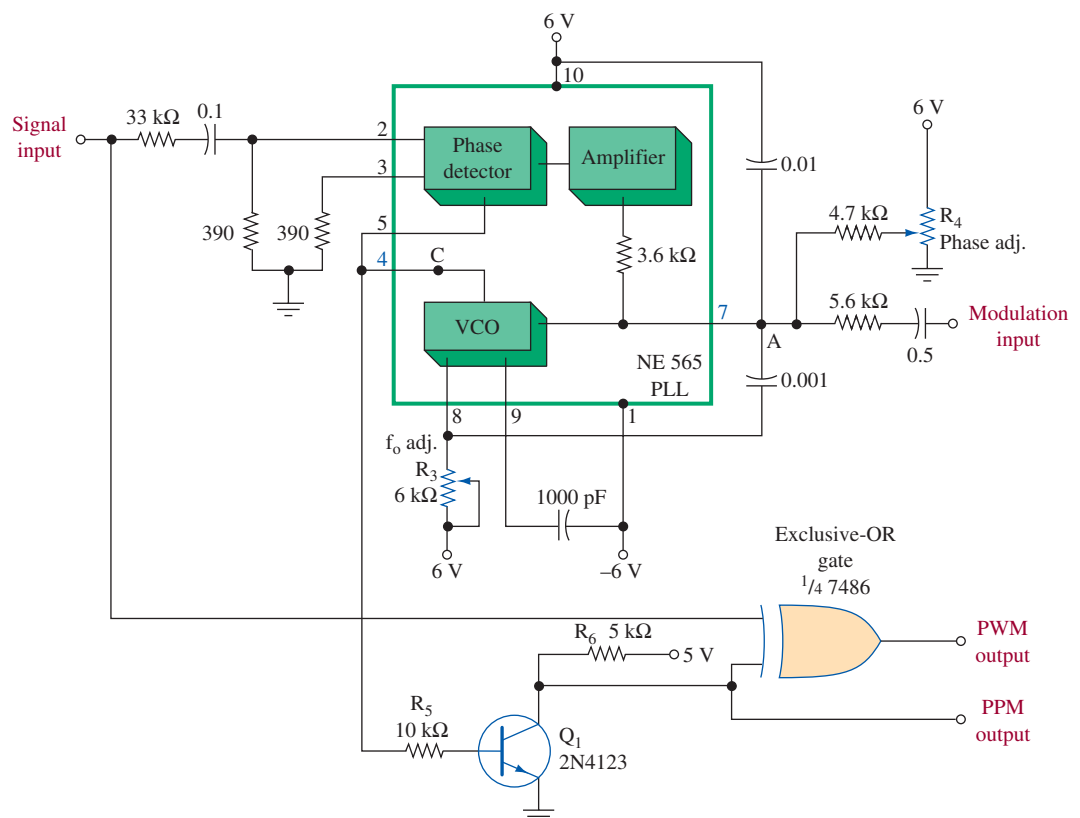 6 V
10
Signal
input
33 kΩ
0.1
2
3
5
4
390
390
C
Phase
detector
Amplifier
3.6 kΩ
VCO
7
NE 565
PLL
8
9
1
0.01
6 V
4.7 kΩ
R4
Phase adj.
5.6 kΩ
A
0.5
Modulation
input
0.001
fo adj.
R3
6 kΩ
6 V
1000 pF
–6 V
Exclusive-OR
gate
1/4 7486
R6 5 kΩ
5 V
PWM
output
PPM
output
R5
10 kΩ
Q1
2N4123